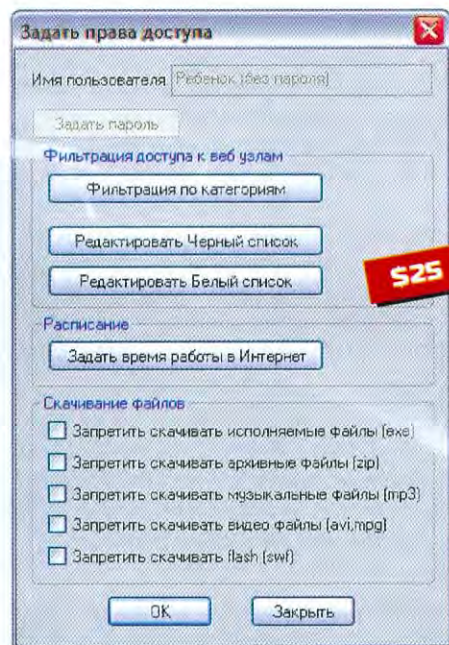 Задать права доступа
Имя пользователя Ребенок (без пароля)
Задать пароль
Фильтрация доступа к веб узлам
Фильтрация по категориям
Редактировать Черный список
Редактировать Белый список
$25
Расписание
Задать время работы в Интернет
Скачивание файлов
Запретить скачивать исполняемые файлы (exe)
Запретить скачивать архивные файлы (zip)
Запретить скачивать музыкальные файлы (mp3)
Запретить скачивать видео файлы (avi,mpg)
Запретить скачивать flash (swf)
OK Закрыть